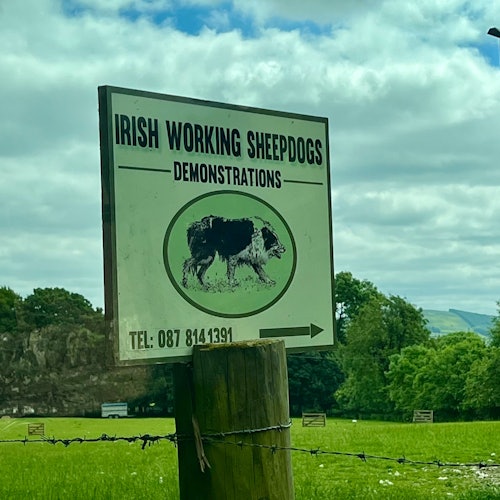 IRISH WORKING SHEEPDOGS
DEMONSTRATIONS
TEL: 087 814 1391